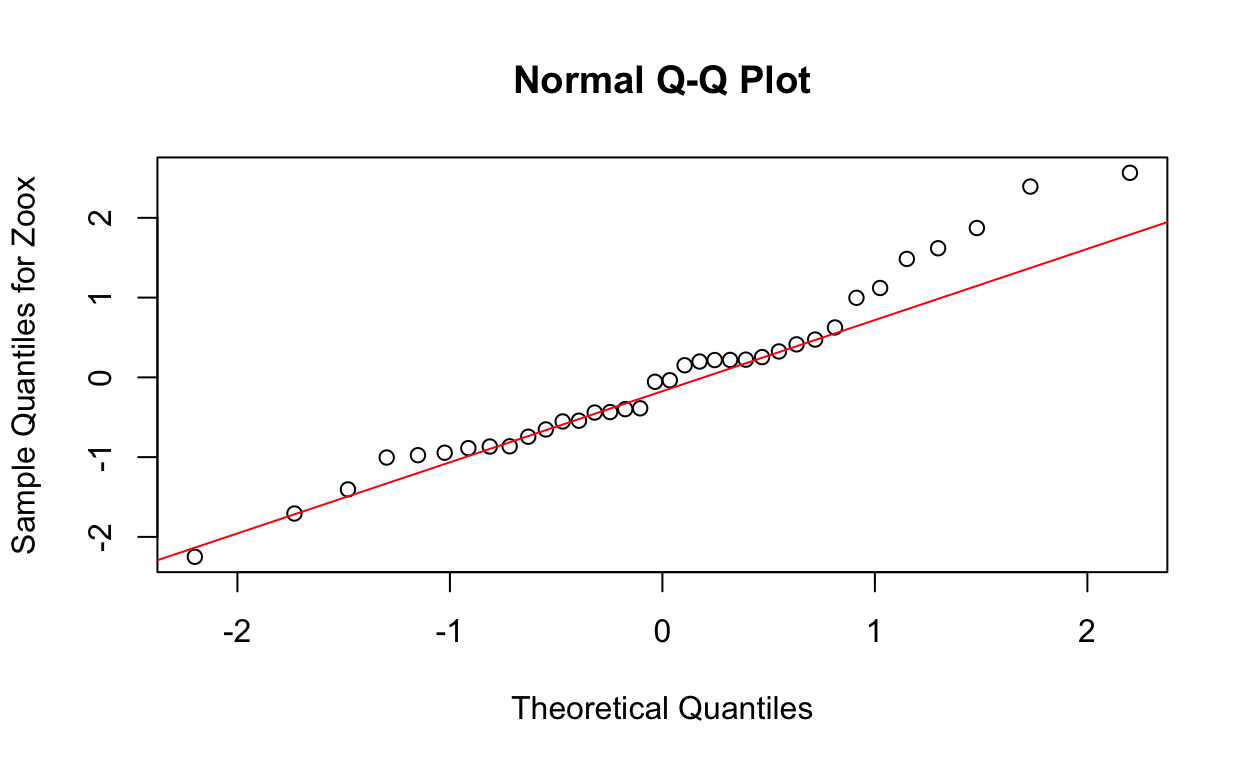 Normal Q-Q Plot
Sample Quantiles for Zoox
2
1
0
-1
-2
-2 -1 0 1 2
Theoretical Quantiles